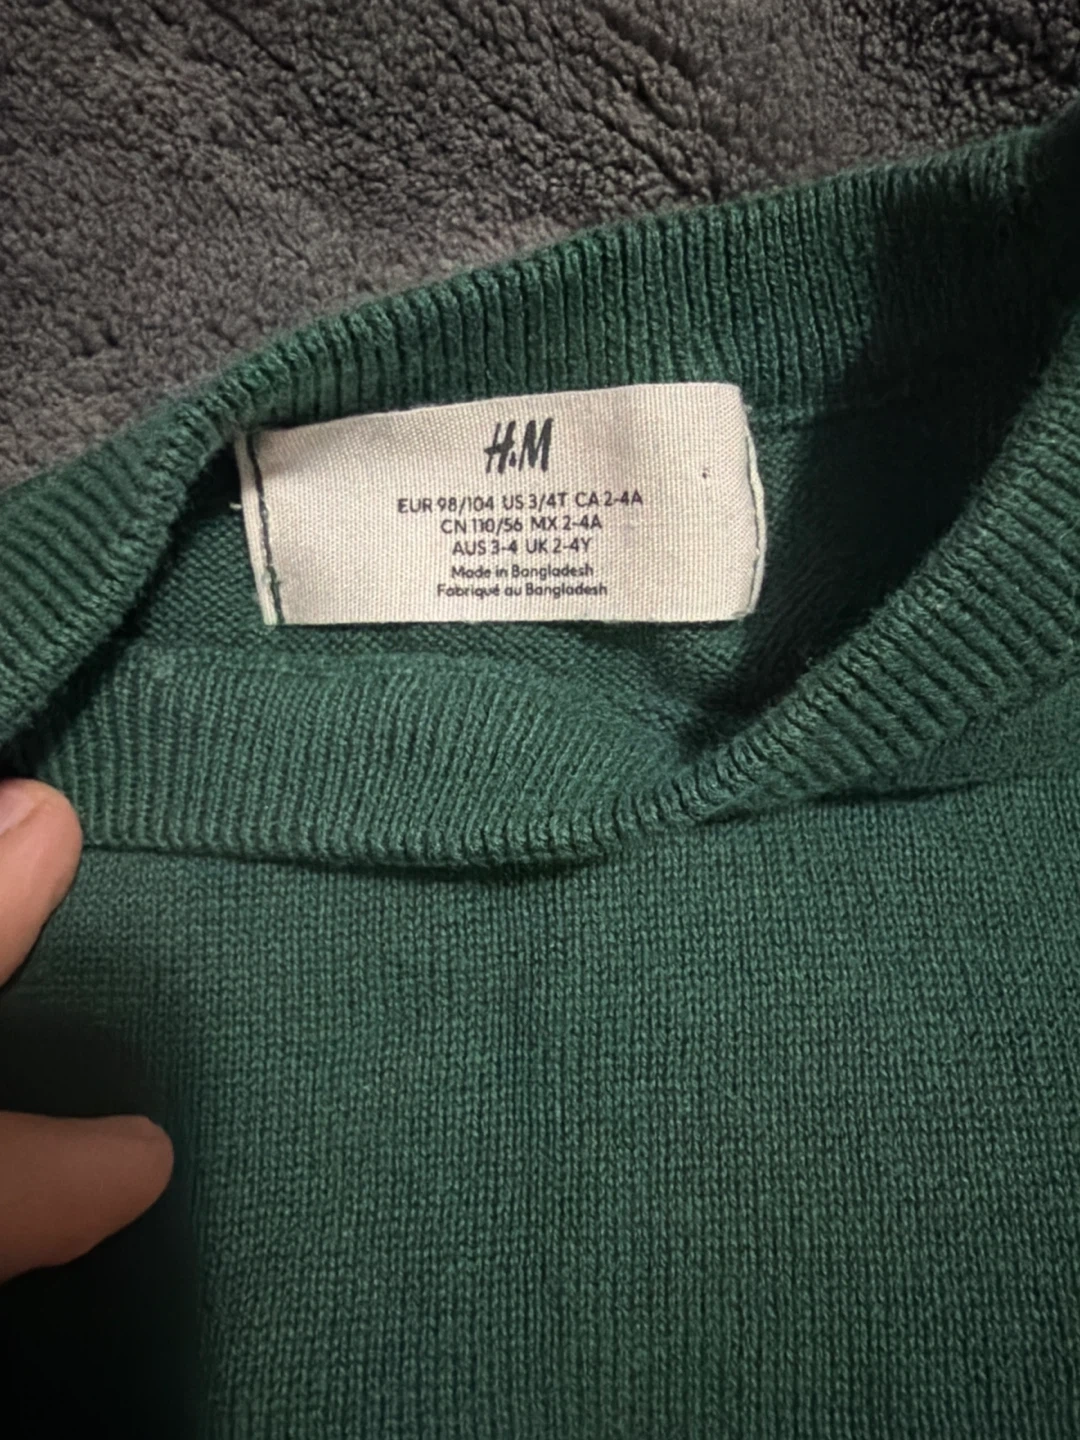 H&M
EUR 98/104 US 3/4T CA 2-4A
CN 110/56 MX 2-4A
AUS 3-4 UK 2-4Y
Made in Bangladesh
Fabriqué au Bangladesh